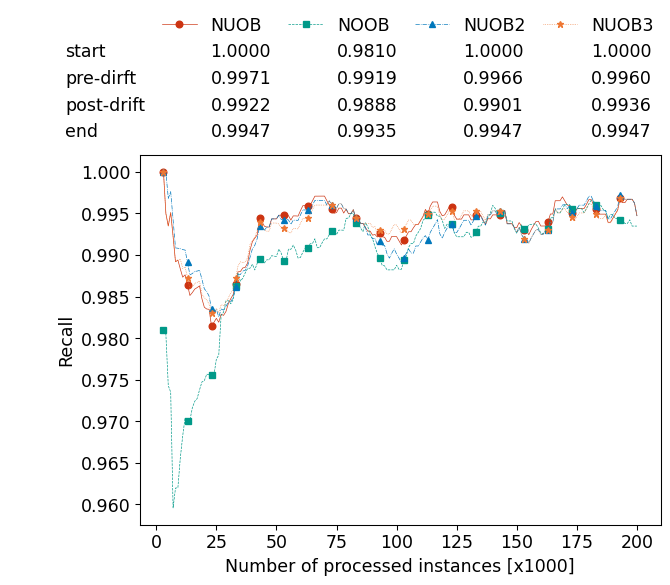 NUOB NOOB NUOB2 NUOB3
start 1.0000 0.9810 1.0000 1.0000
pre-dirft 0.9971 0.9919 0.9966 0.9960
post-drift 0.9922 0.9888 0.9901 0.9936
end 0.9947 0.9935 0.9947 0.9947
1.000
0.995
0.990
0.985
0.980
0.975
0.970
0.965
0.960
Recall
0 25 50 75 100 125 150 175 200
Number of processed instances [x1000]